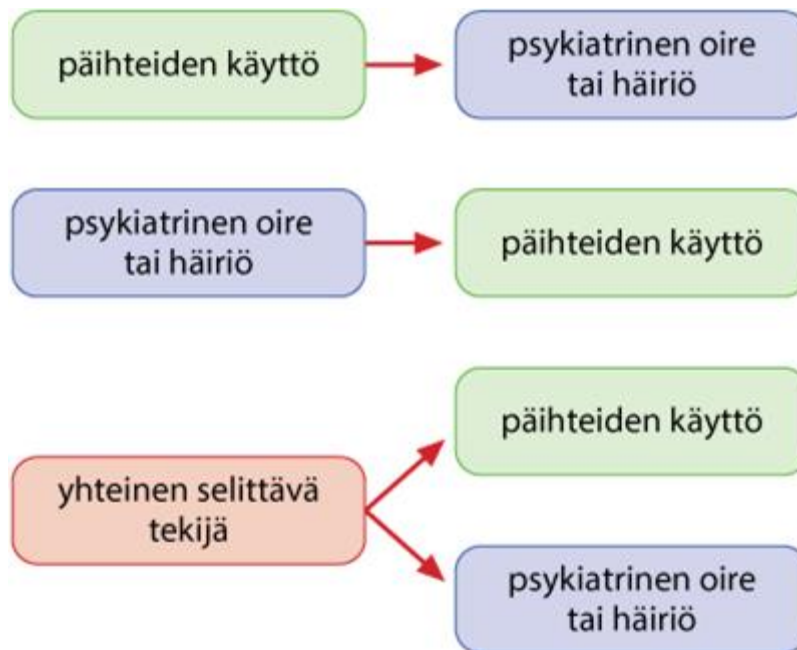 päihteiden käyttö
psykiatrinen oire
tai häiriö
psykiatrinen oire
tai häiriö
päihteiden käyttö
yhteinen selittävä
tekijä
päihteiden käyttö
psykiatrinen oire
tai häiriö